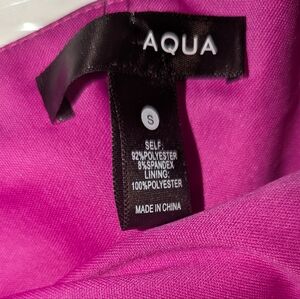 AQUA
S
SELF:
92%POLYESTER
8%SPANDEX
LINING:
100%POLYESTER
MADE IN CHINA